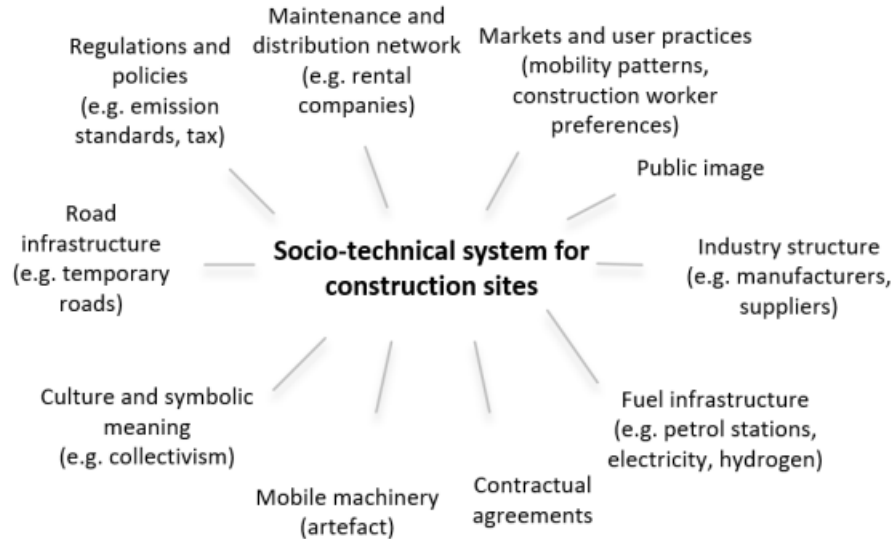 Maintenance and
distribution network
(e.g. rental
companies)
Regulations and
policies
(e.g. emission
standards, tax)
Markets and user practices
(mobility patterns,
construction worker
preferences)
Public image
Road
infrastructure
(e.g. temporary
roads)
Socio-technical system for
construction sites
Industry structure
(e.g. manufacturers,
suppliers)
Culture and symbolic
meaning
(e.g. collectivism)
Mobile machinery
(artefact)
Contractual
agreements
Fuel infrastructure
(e.g. petrol stations,
electricity, hydrogen)